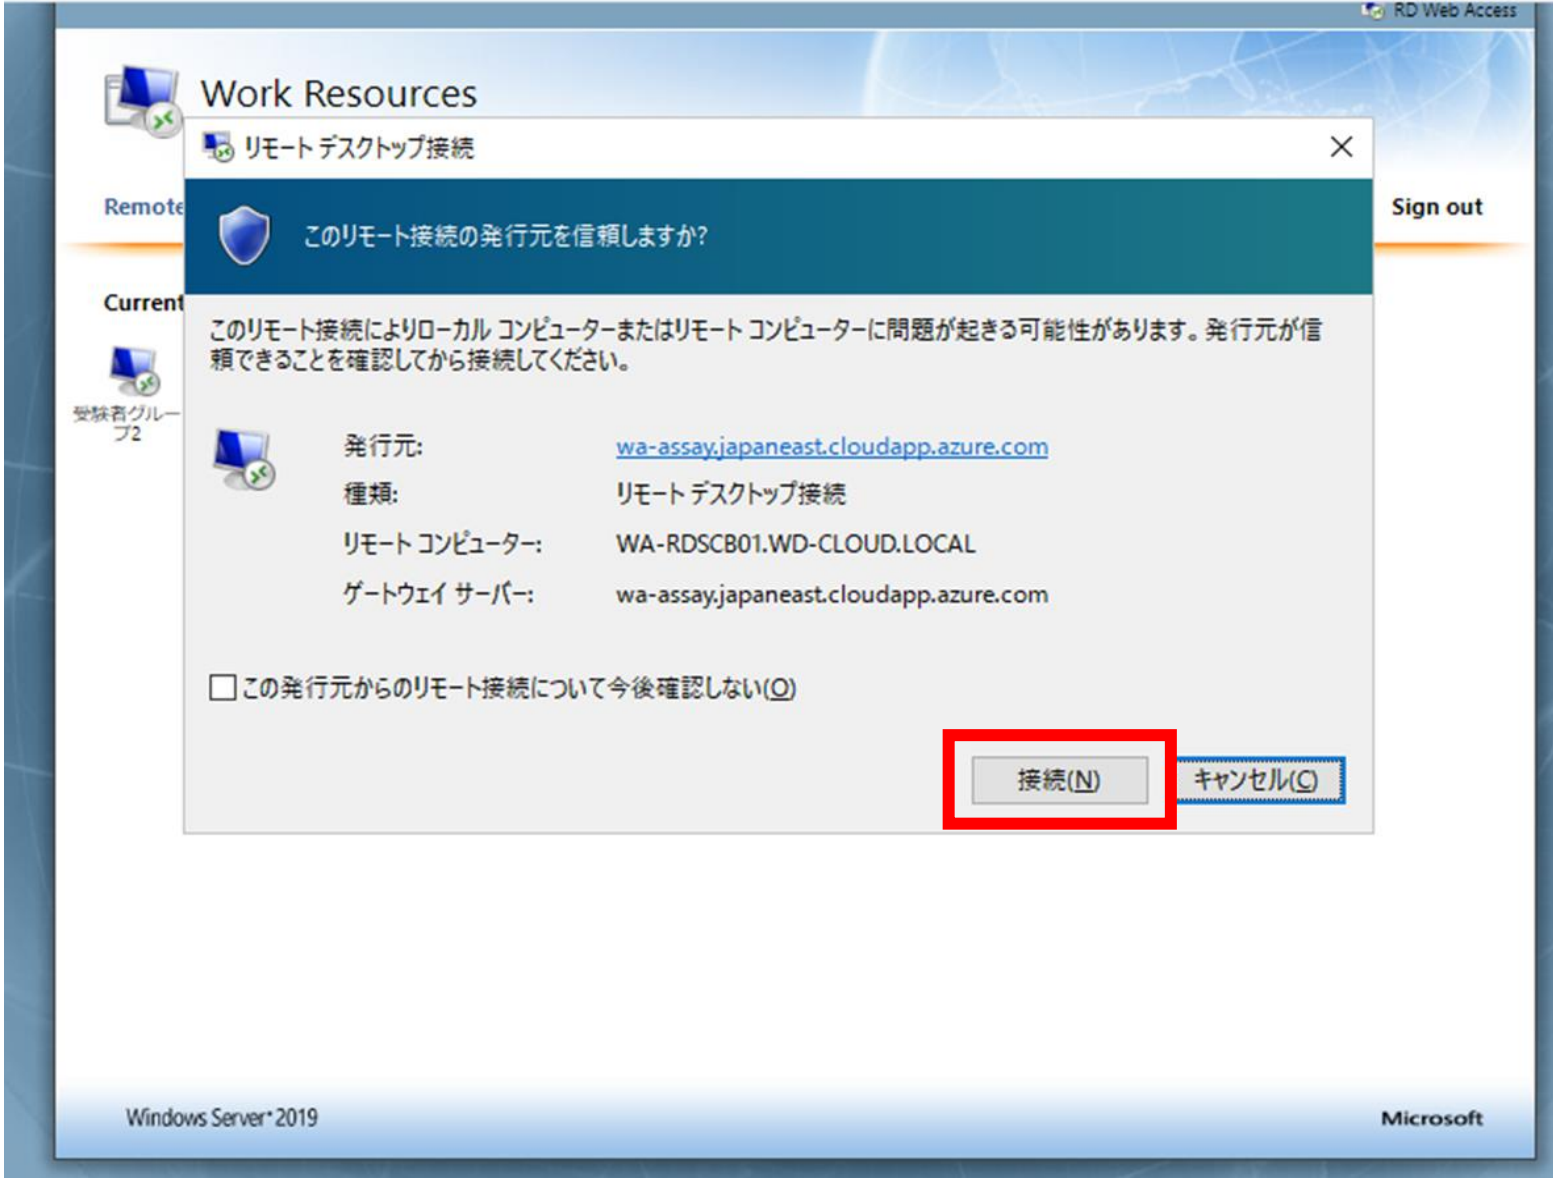 RD Web Access
Work Resources
リモート デスクトップ接続
Remote
Sign out
このリモート接続の発行元を信頼しますか?
Current
このリモート接続によりローカル コンピューターまたはリモート コンピューターに問題が起きる可能性があります。発行元が信
頼できることを確認してから接続してください。
受験者グルー
プ2
発行元: wa-assay.japaneast.cloudapp.azure.com
種類: リモート デスクトップ接続
リモート コンピューター: WA-RDSCB01.WD-CLOUD.LOCAL
ゲートウェイ サーバー: wa-assay.japaneast.cloudapp.azure.com
この発行元からのリモート接続について今後確認しない(O)
接続(N) キャンセル(C)
Windows Server 2019
Microsoft